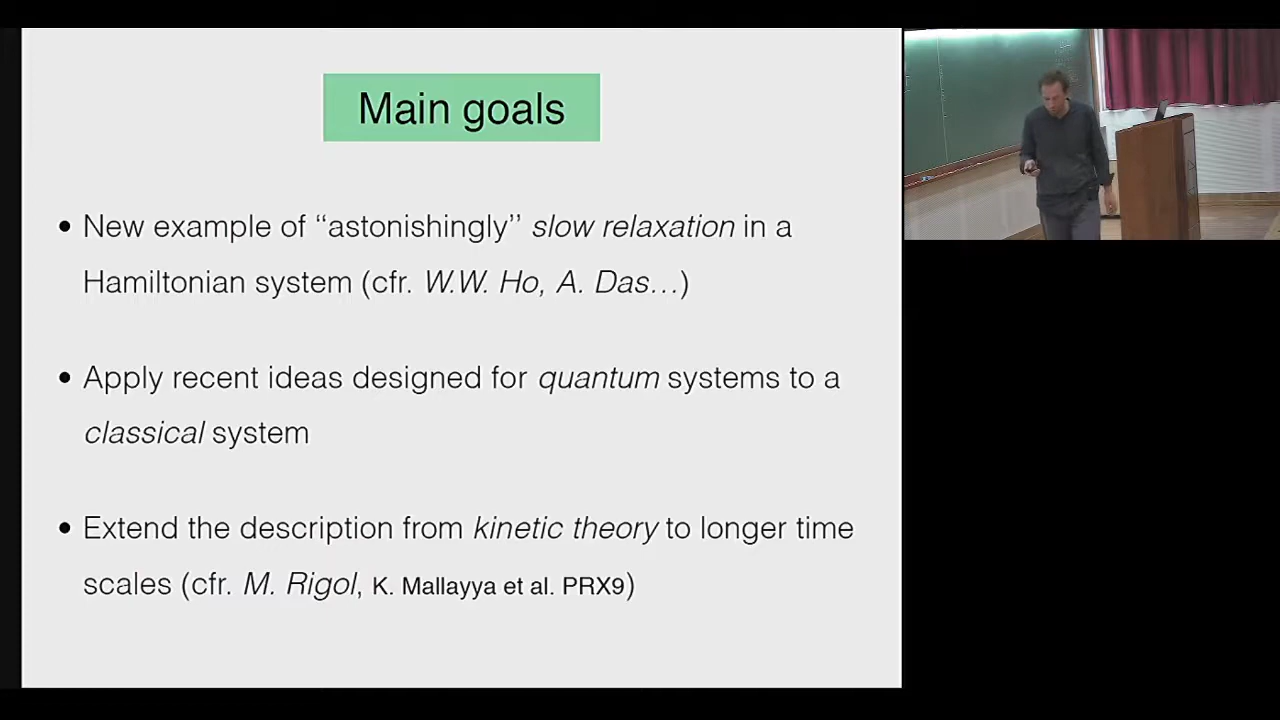 Main goals
• New example of “astonishingly” slow relaxation in a
Hamiltonian system (cfr. W.W. Ho, A. Das…)
• Apply recent ideas designed for quantum systems to a
classical system
• Extend the description from kinetic theory to longer time
scales (cfr. M. Rigol, K. Mallayya et al. PRX9)